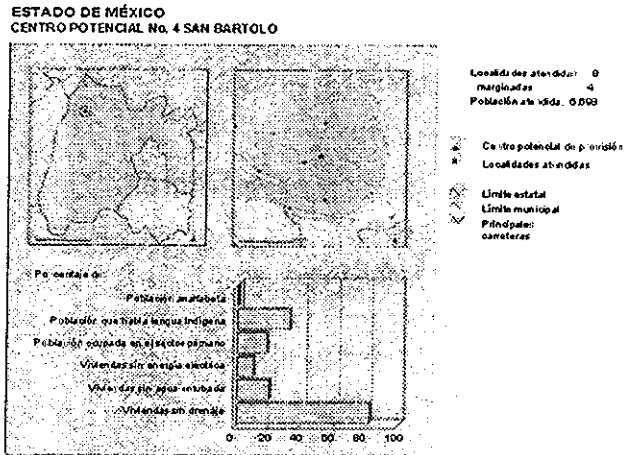 ESTADO DE MÉXICO
CENTRO POTENCIAL No. 4 SAN BARTOLO
Localidades atendidas 8
marginadas 4
Población atendida 6,698
Centro potencial de provisión
Localidades atendidas
Límite estatal
Límite municipal
Principales
carreteras
Porcentaje de:
Población analfabeta
Población que habla lengua indígena
Población ocupada en el sector primario
Viviendas sin energía eléctrica
Viviendas sin agua entubada
Viviendas sin drenaje
0 20 40 60 80 100